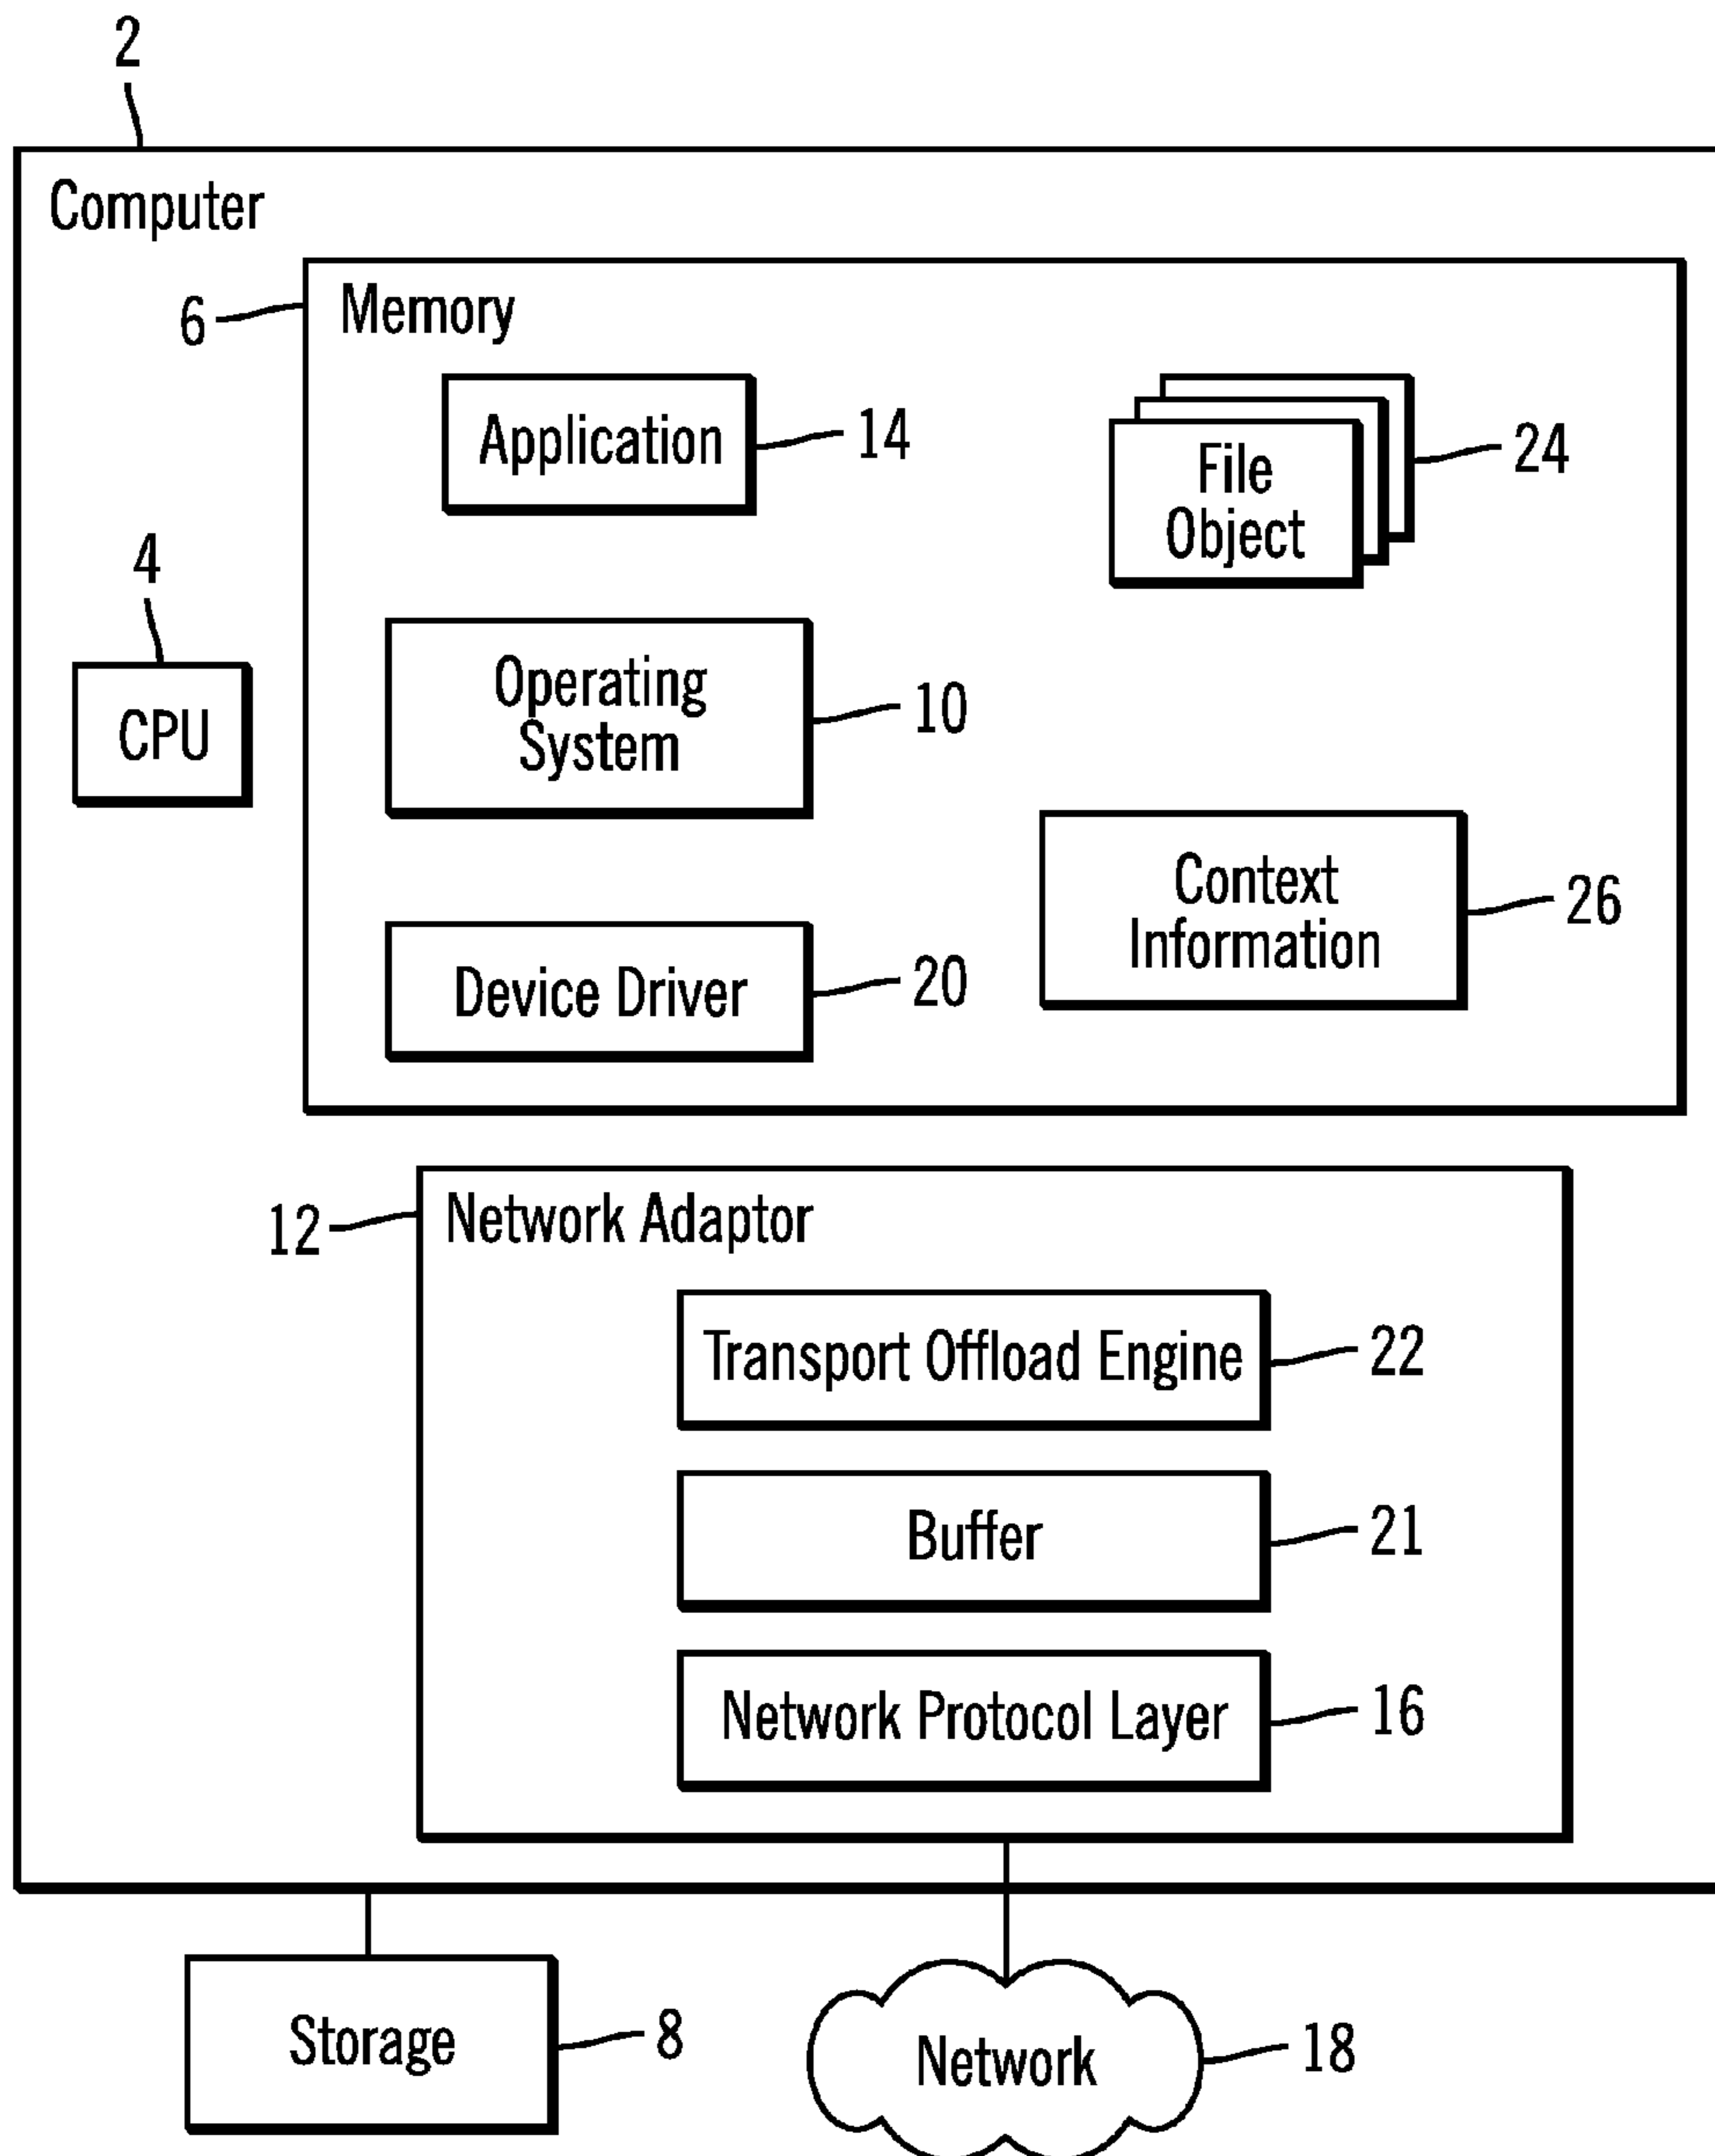 2
Computer
6
Memory
Application
14
File
Object
24
4
CPU
Operating
System
10
Context
Information
26
Device Driver
20
12
Network Adaptor
Transport Offload Engine
22
Buffer
21
Network Protocol Layer
16
Storage
8
Network
18